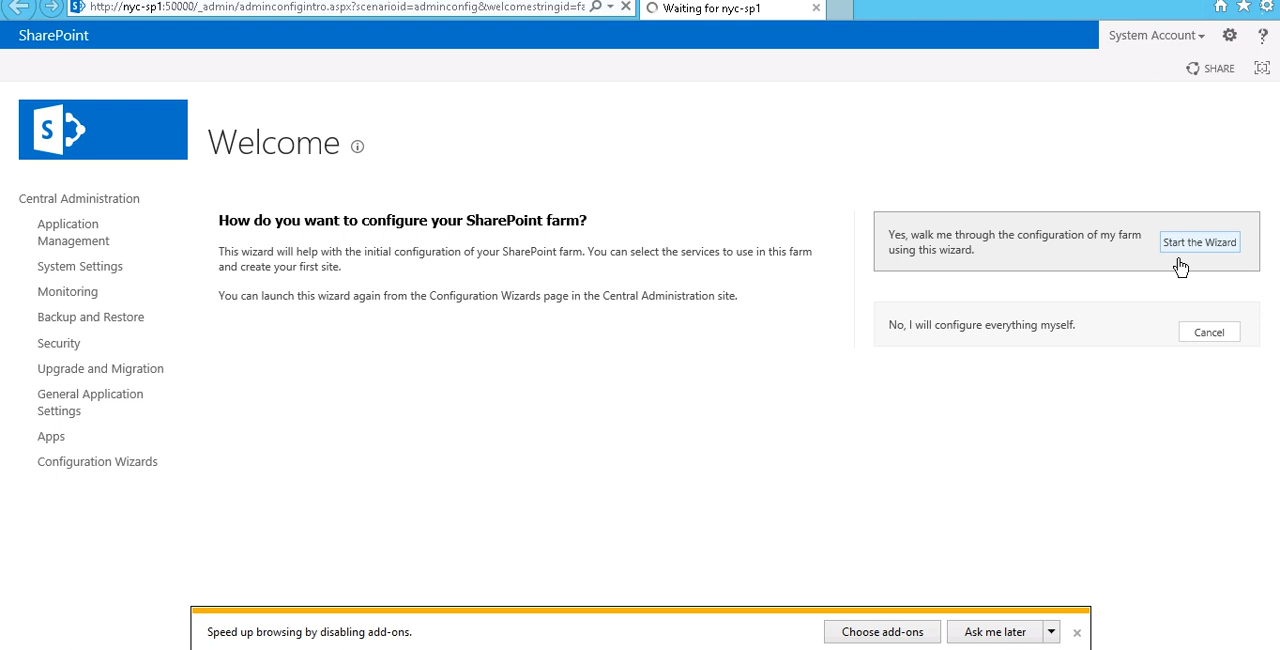 http://nyc-sp1:50000/_admin/adminconfigintro.aspx?scenarioid=adminconfig&welcomestringid=fa
Waiting for nyc-sp1
SharePoint
System Account
SHARE
S
Welcome
Central Administration
Application
Management
System Settings
Monitoring
Backup and Restore
Security
Upgrade and Migration
General Application
Settings
Apps
Configuration Wizards
How do you want to configure your SharePoint farm?
This wizard will help with the initial configuration of your SharePoint farm. You can select the services to use in this farm
and create your first site.
You can launch this wizard again from the Configuration Wizards page in the Central Administration site.
Yes, walk me through the configuration of my farm
using this wizard.
Start the Wizard
No, I will configure everything myself.
Cancel
Speed up browsing by disabling add-ons.
Choose add-ons
Ask me later